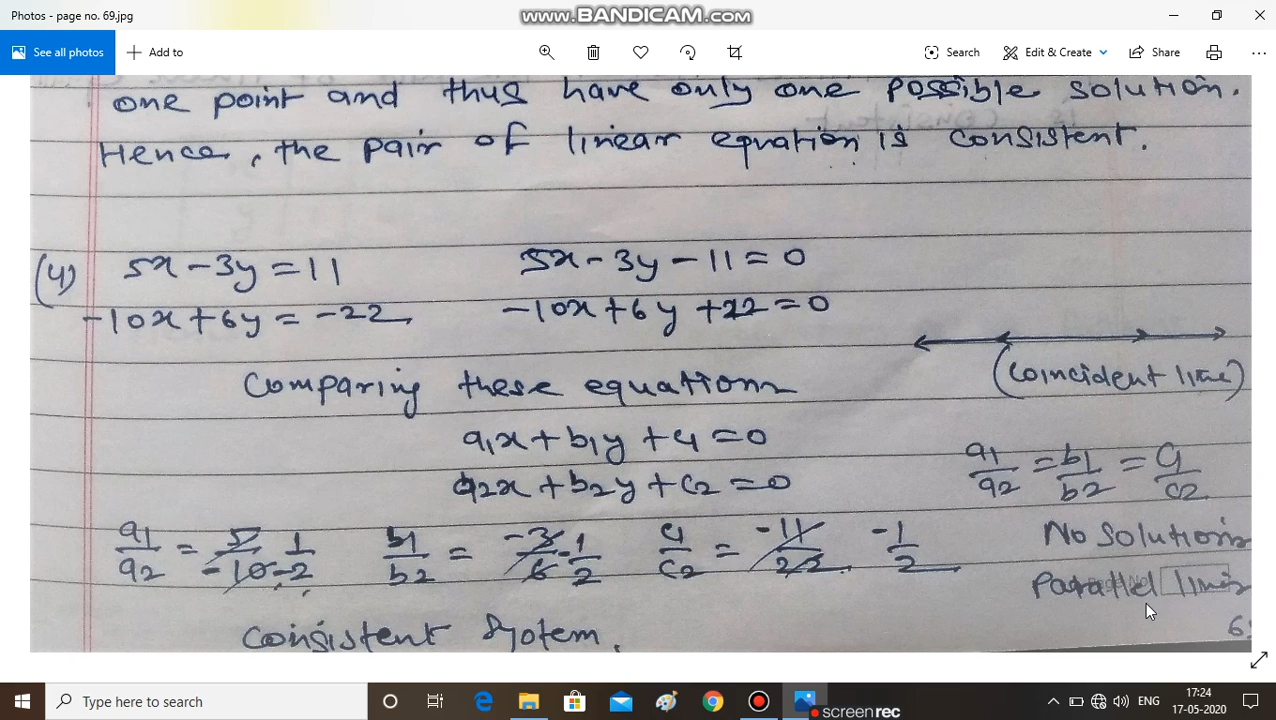 Photos - page no. 69.jpg
www.BANDICAM.com
See all photos
Add to
Search
Edit & Create
Share
one point and thus have only one possible solution.
Hence, the pair of linear equation is consistent.
(4) 5x - 3y = 11 5x - 3y - 11 = 0
-10x + 6y = -22, -10x + 6y + 22 = 0
(coincident line)
Comparing these equations
a1x + b1y + c1 = 0
a2x + b2y + c2 = 0
a1/a2 = b1/b2 = c1/c2
a1/a2 = 5/-10 1/-2 b1/b2 = -3/6 -1/2 c1/c2 = -11/22 -1/2
No solutions
Parallel lines
Consistent System.
6
Type here to search
ENG
17:24
17-05-2020
screen rec